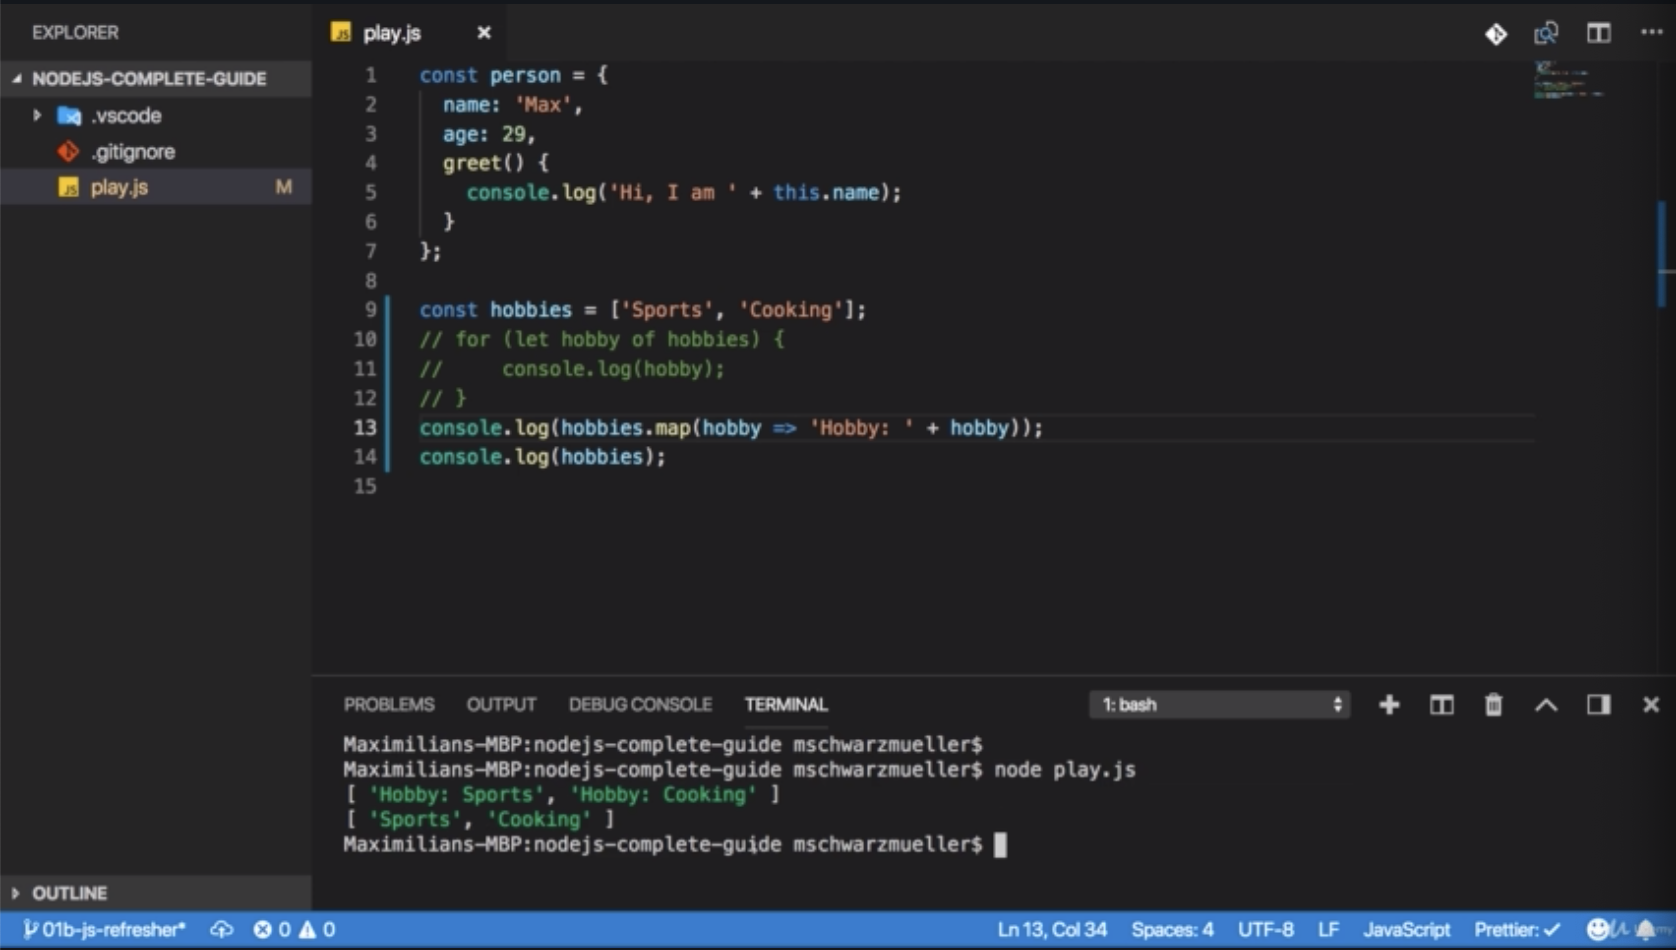 EXPLORER
NODEJS-COMPLETE-GUIDE
.vscode
.gitignore
JS play.js M
OUTLINE
JS play.js
1 const person = {
2   name: 'Max',
3   age: 29,
4   greet() {
5     console.log('Hi, I am ' + this.name);
6   }
7 };
8
9 const hobbies = ['Sports', 'Cooking'];
10 // for (let hobby of hobbies) {
11 //     console.log(hobby);
12 // }
13 console.log(hobbies.map(hobby => 'Hobby: ' + hobby));
14 console.log(hobbies);
15
PROBLEMS OUTPUT DEBUG CONSOLE TERMINAL 1: bash
Maximilians-MBP:nodejs-complete-guide mschwarzmueller$
Maximilians-MBP:nodejs-complete-guide mschwarzmueller$ node play.js
[ 'Hobby: Sports', 'Hobby: Cooking' ]
[ 'Sports', 'Cooking' ]
Maximilians-MBP:nodejs-complete-guide mschwarzmueller$
01b-js-refresher* 0 0 Ln 13, Col 34 Spaces: 4 UTF-8 LF JavaScript Prettier: ✓